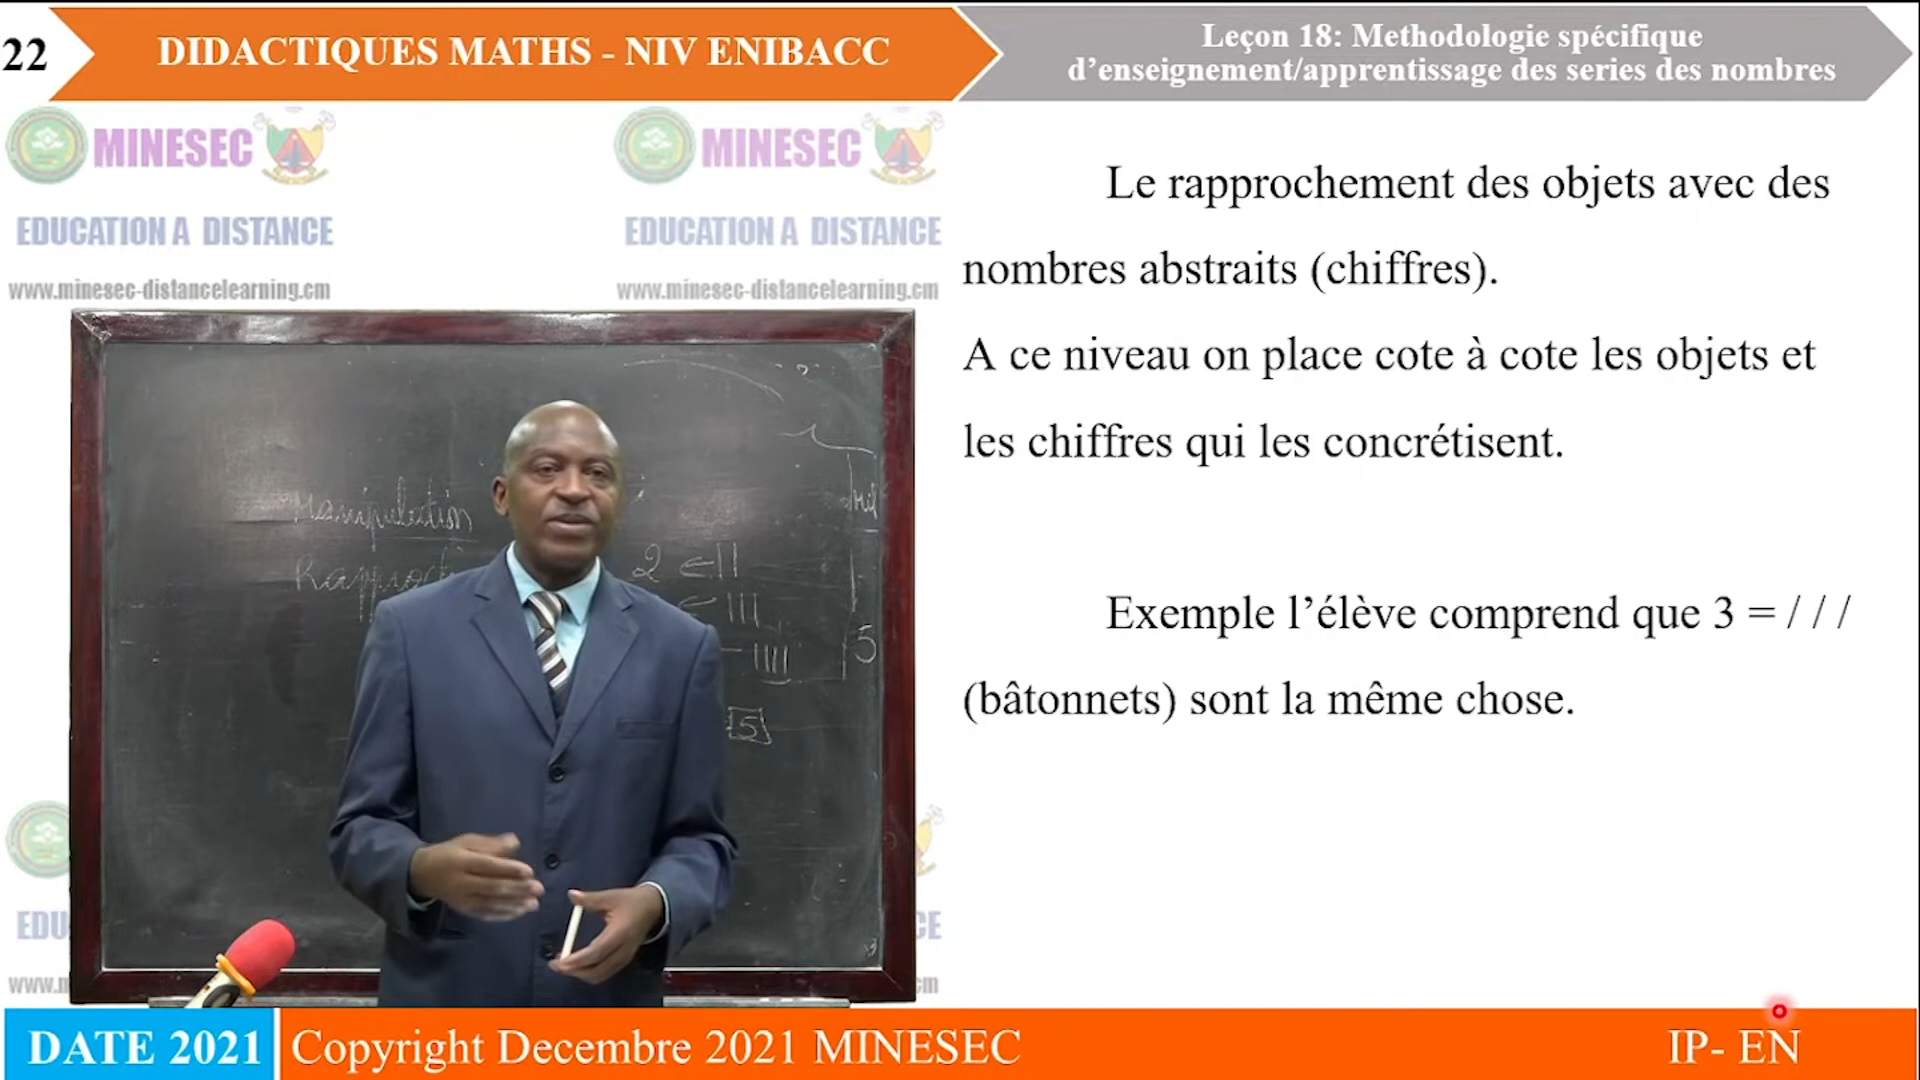 22
DIDACTIQUES MATHS - NIV ENIBACC
Leçon 18: Methodologie spécifique
d’enseignement/apprentissage des series des nombres
MINESEC
EDUCATION A DISTANCE
www.minesec-distancelearning.cm
MINESEC
EDUCATION A DISTANCE
www.minesec-distancelearning.cm
Manipulation
2 ⊂ ||
⊂ |||
||||
5
5
Le rapprochement des objets avec des
nombres abstraits (chiffres).
A ce niveau on place cote à cote les objets et
les chiffres qui les concrétisent.
Exemple l’élève comprend que 3 = / / /
(bâtonnets) sont la même chose.
DATE 2021
Copyright Decembre 2021 MINESEC
IP- EN